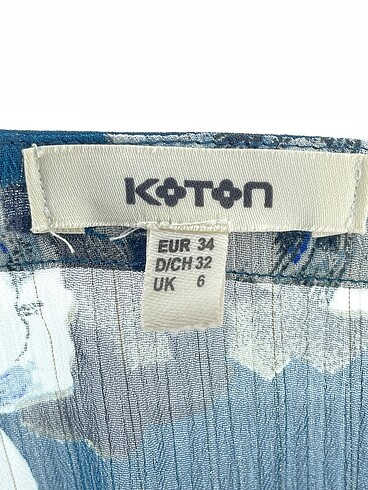 KOTON
EUR 34
D/CH 32
UK 6